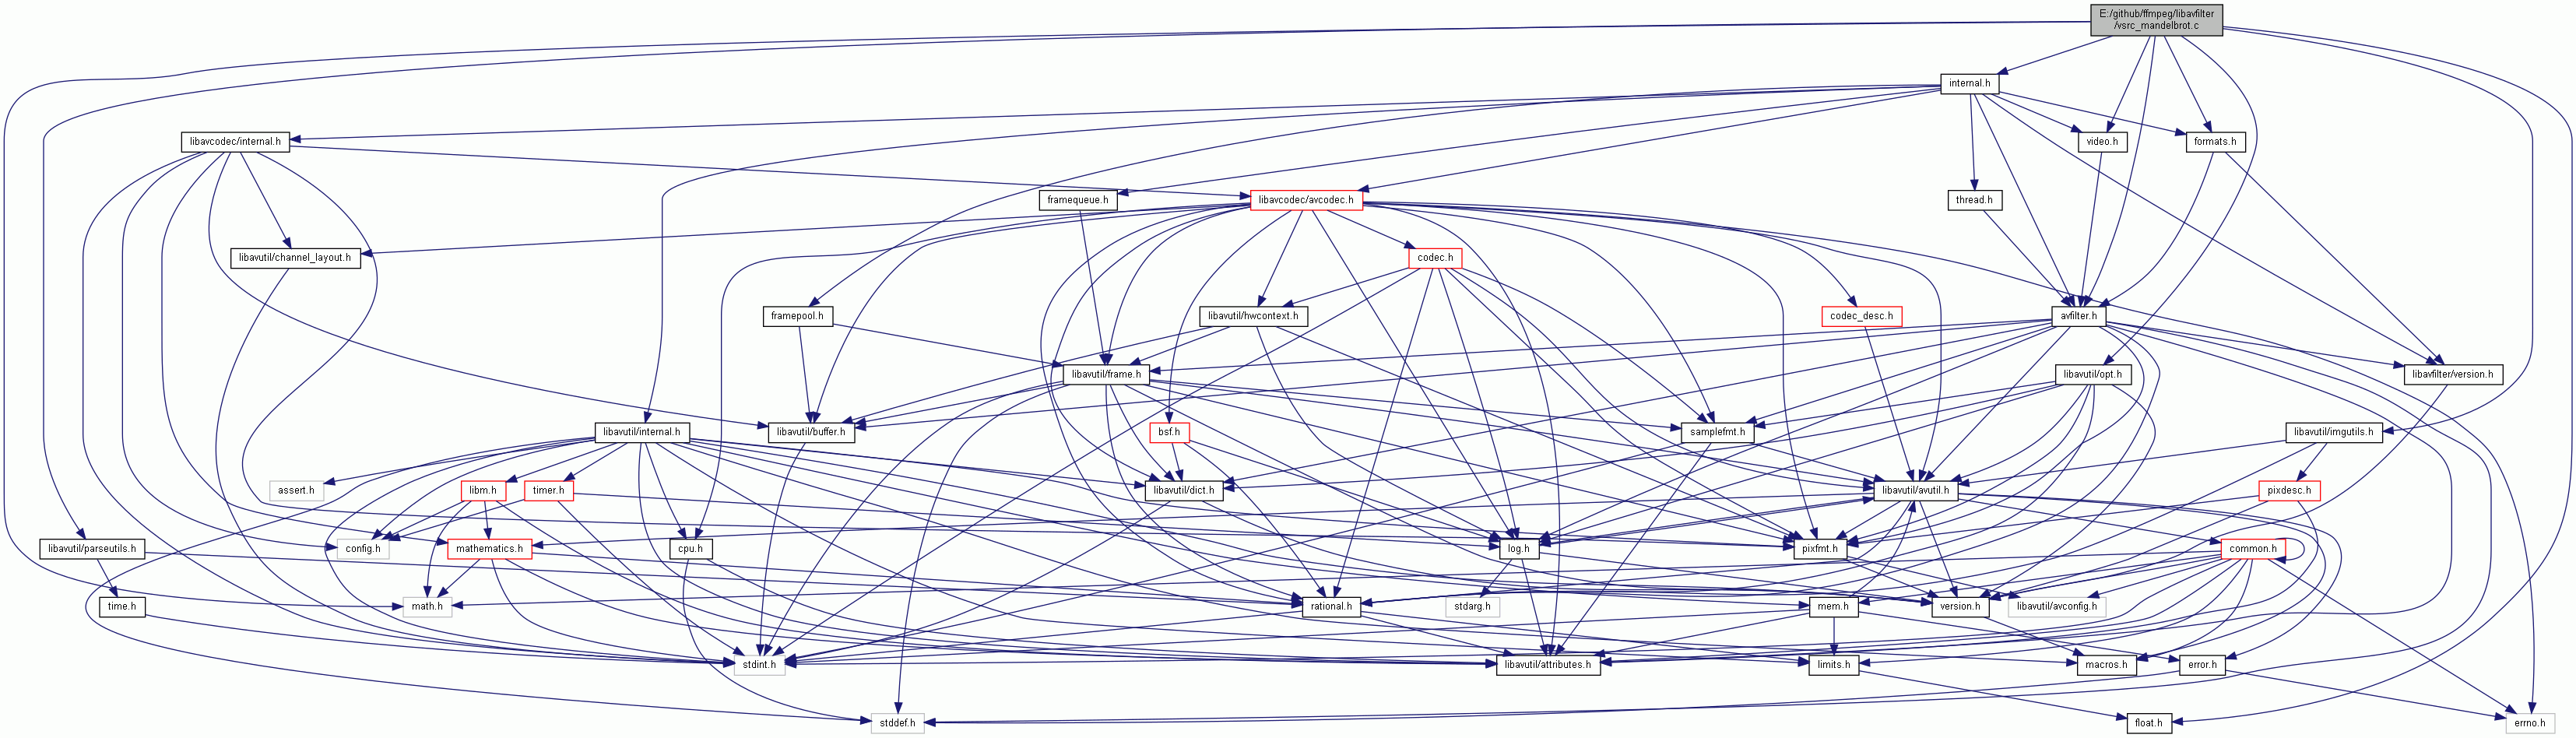 E:/github/ffmpeg/libavfilter
/vsrc_mandelbrot.c
internal.h
libavcodec/internal.h
video.h
formats.h
framequeue.h
libavcodec/avcodec.h
thread.h
libavutil/channel_layout.h
codec.h
framepool.h
libavutil/hwcontext.h
codec_desc.h
avfilter.h
libavutil/frame.h
libavutil/opt.h
libavfilter/version.h
libavutil/internal.h
libavutil/buffer.h
bsf.h
samplefmt.h
libavutil/imgutils.h
assert.h
libm.h
timer.h
libavutil/dict.h
libavutil/avutil.h
pixdesc.h
libavutil/parseutils.h
config.h
mathematics.h
cpu.h
log.h
pixfmt.h
common.h
time.h
math.h
rational.h
stdarg.h
mem.h
version.h
libavutil/avconfig.h
stdint.h
libavutil/attributes.h
limits.h
macros.h
error.h
stddef.h
float.h
errno.h